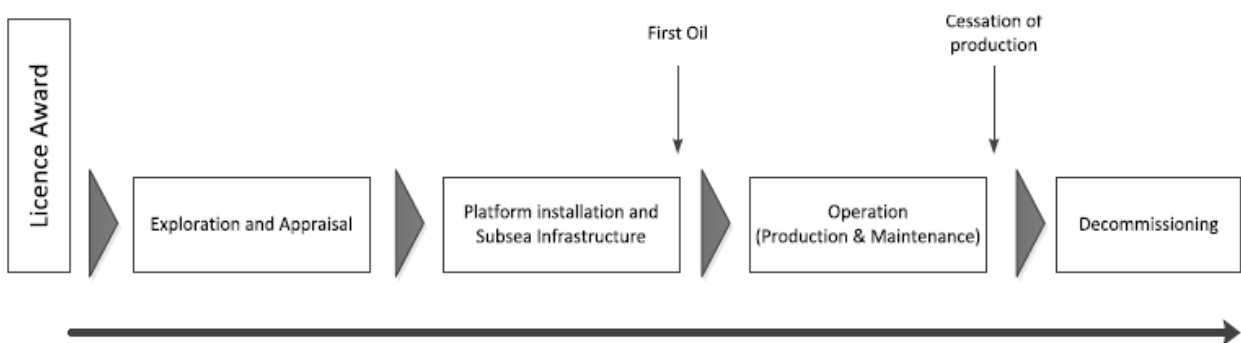 Licence Award
First Oil
Cessation of
production
Exploration and Appraisal
Platform installation and
Subsea Infrastructure
Operation
(Production & Maintenance)
Decommissioning